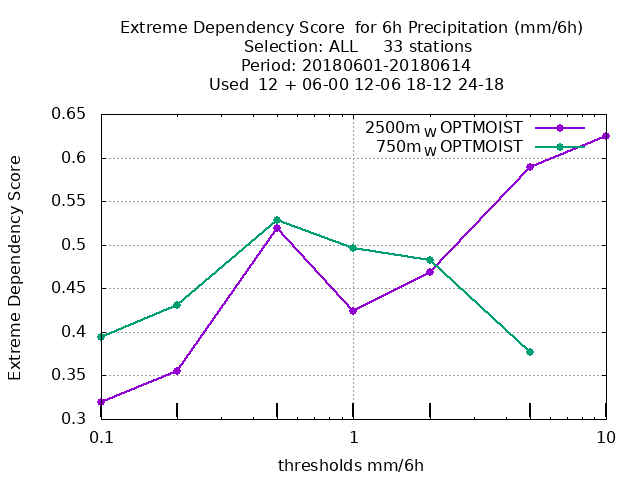 Extreme Dependency Score  for 6h Precipitation (mm/6h)
Selection: ALL     33 stations
Period: 20180601-20180614
Used  12 + 06-00 12-06 18-12 24-18
2500m_W OPTMOIST
750m_W OPTMOIST
Extreme Dependency Score
0.65
0.6
0.55
0.5
0.45
0.4
0.35
0.3
0.1 1 10
thresholds mm/6h